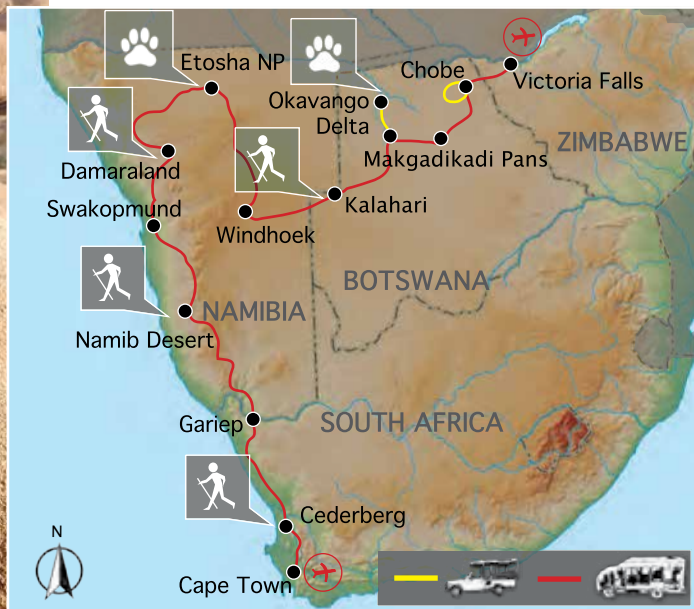 Etosha NP
Chobe
Victoria Falls
Okavango
Delta
ZIMBABWE
Makgadikadi Pans
Damaraland
Kalahari
Swakopmund
Windhoek
BOTSWANA
NAMIBIA
Namib Desert
Gariep
SOUTH AFRICA
Cederberg
N
Cape Town